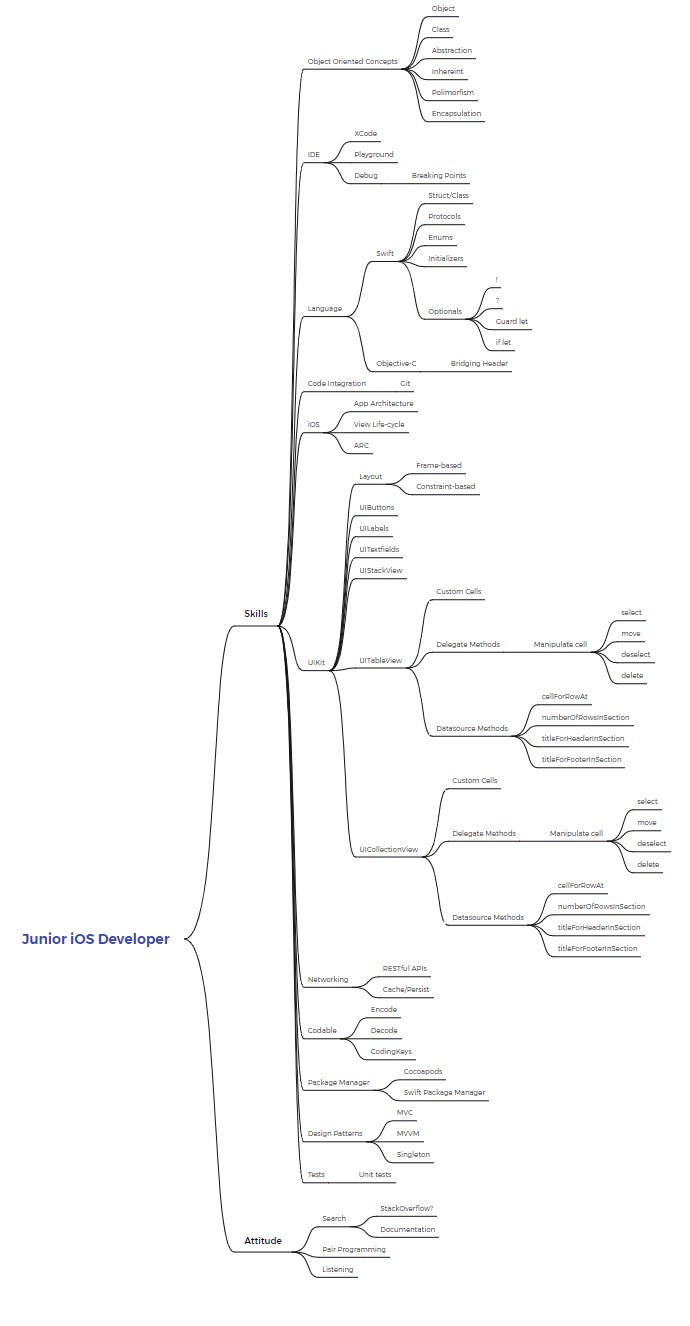 Object
Class
Object Oriented Concepts
Abstraction
Inhereint
Polimorfism
Encapsulation
XCode
IDE
Playground
Debug
Breaking Points
Struct/Class
Protocols
Enums
Swift
Initializers
!
?
Language
Optionals
Guard let
if let
Objective-C
Bridging Header
Code Integration
Git
App Architecture
iOS
View Life-cycle
ARC
Frame-based
Layout
Constraint-based
UIButtons
UILabels
UITextfields
UIStackView
Custom Cells
Skills
select
move
Delegate Methods
Manipulate cell
deselect
delete
UIKit
UITableView
cellForRowAt
numberOfRowsInSection
Datasource Methods
titleForHeaderInSection
titleForFooterInSection
Custom Cells
select
move
Delegate Methods
Manipulate cell
deselect
delete
UICollectionView
cellForRowAt
numberOfRowsInSection
Datasource Methods
titleForHeaderInSection
titleForFooterInSection
Junior iOS Developer
RESTful APIs
Networking
Cache/Persist
Encode
Codable
Decode
CodingKeys
Cocoapods
Package Manager
Swift Package Manager
MVC
Design Patterns
MVVM
Singleton
Tests
Unit tests
StackOverflow?
Search
Documentation
Attitude
Pair Programming
Listening